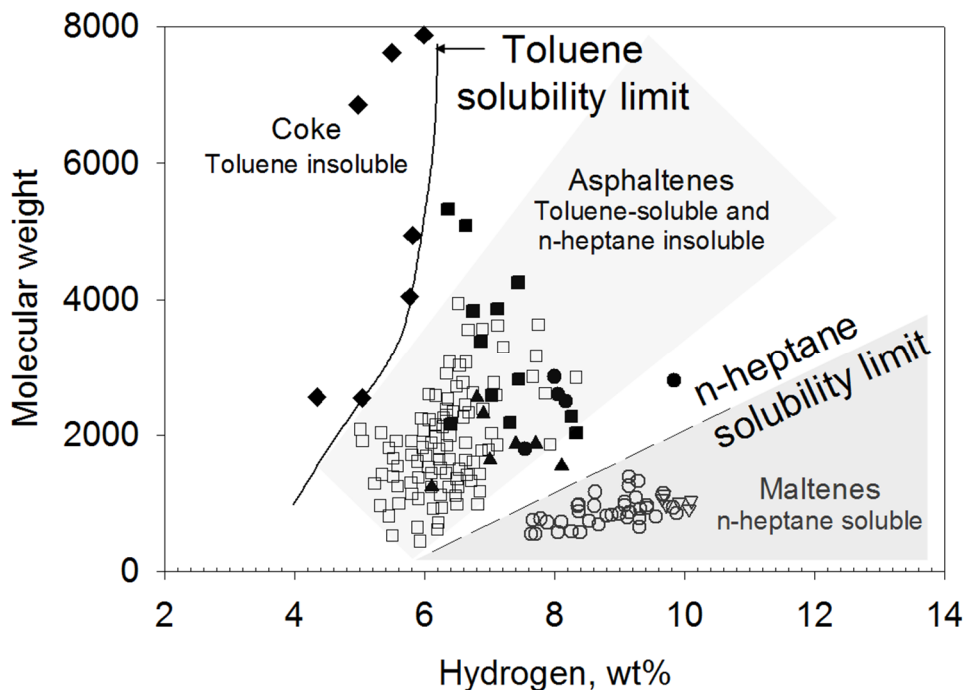 8000
6000
4000
2000
0
Molecular weight
Toluene
solubility limit
Coke
Toluene insoluble
Asphaltenes
Toluene-soluble and
n-heptane insoluble
n-heptane
solubility limit
Maltenes
n-heptane soluble
2 4 6 8 10 12 14
Hydrogen, wt%